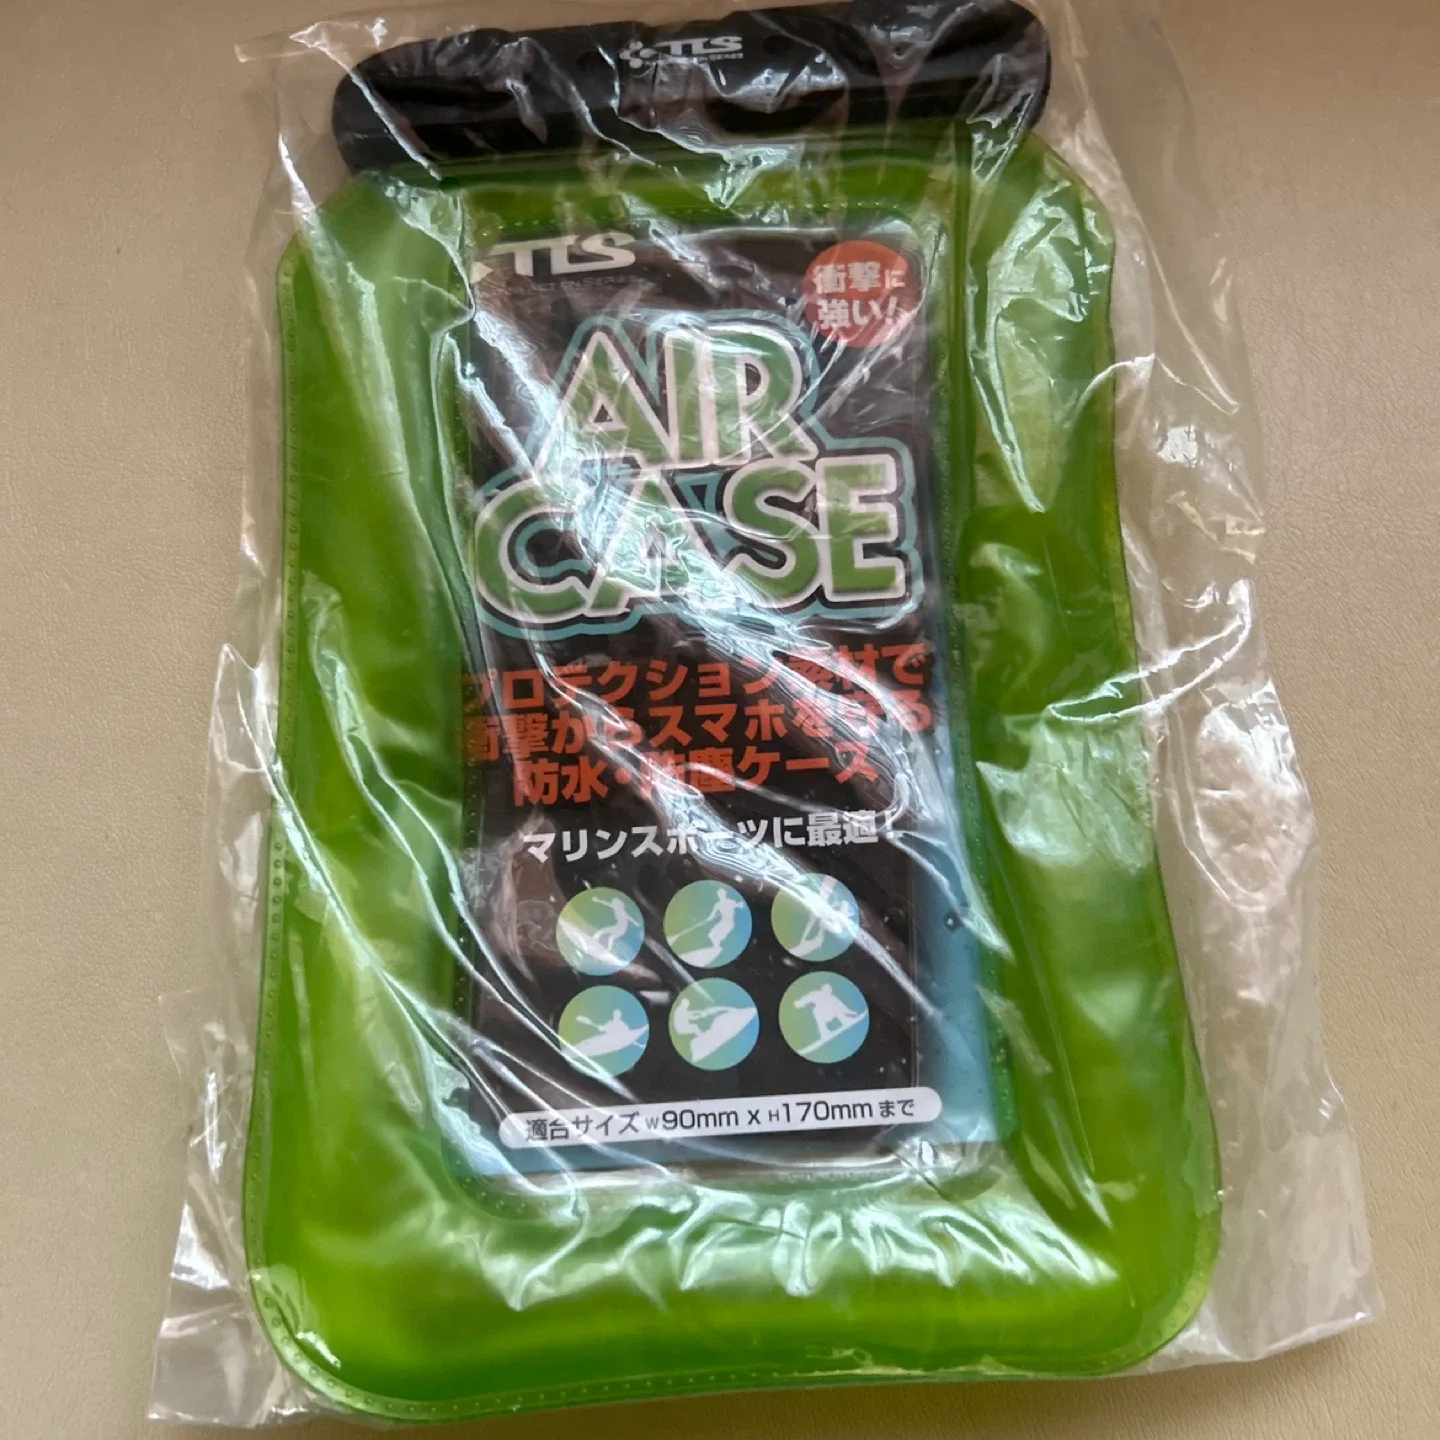 TLS
TLS
衝撃に
強い!
AIR
CASE
プロテクション素材で
衝撃からスマホを守る
防水・防塵ケース
マリンスポーツに最適!
適合サイズ W90mm x H170mmまで